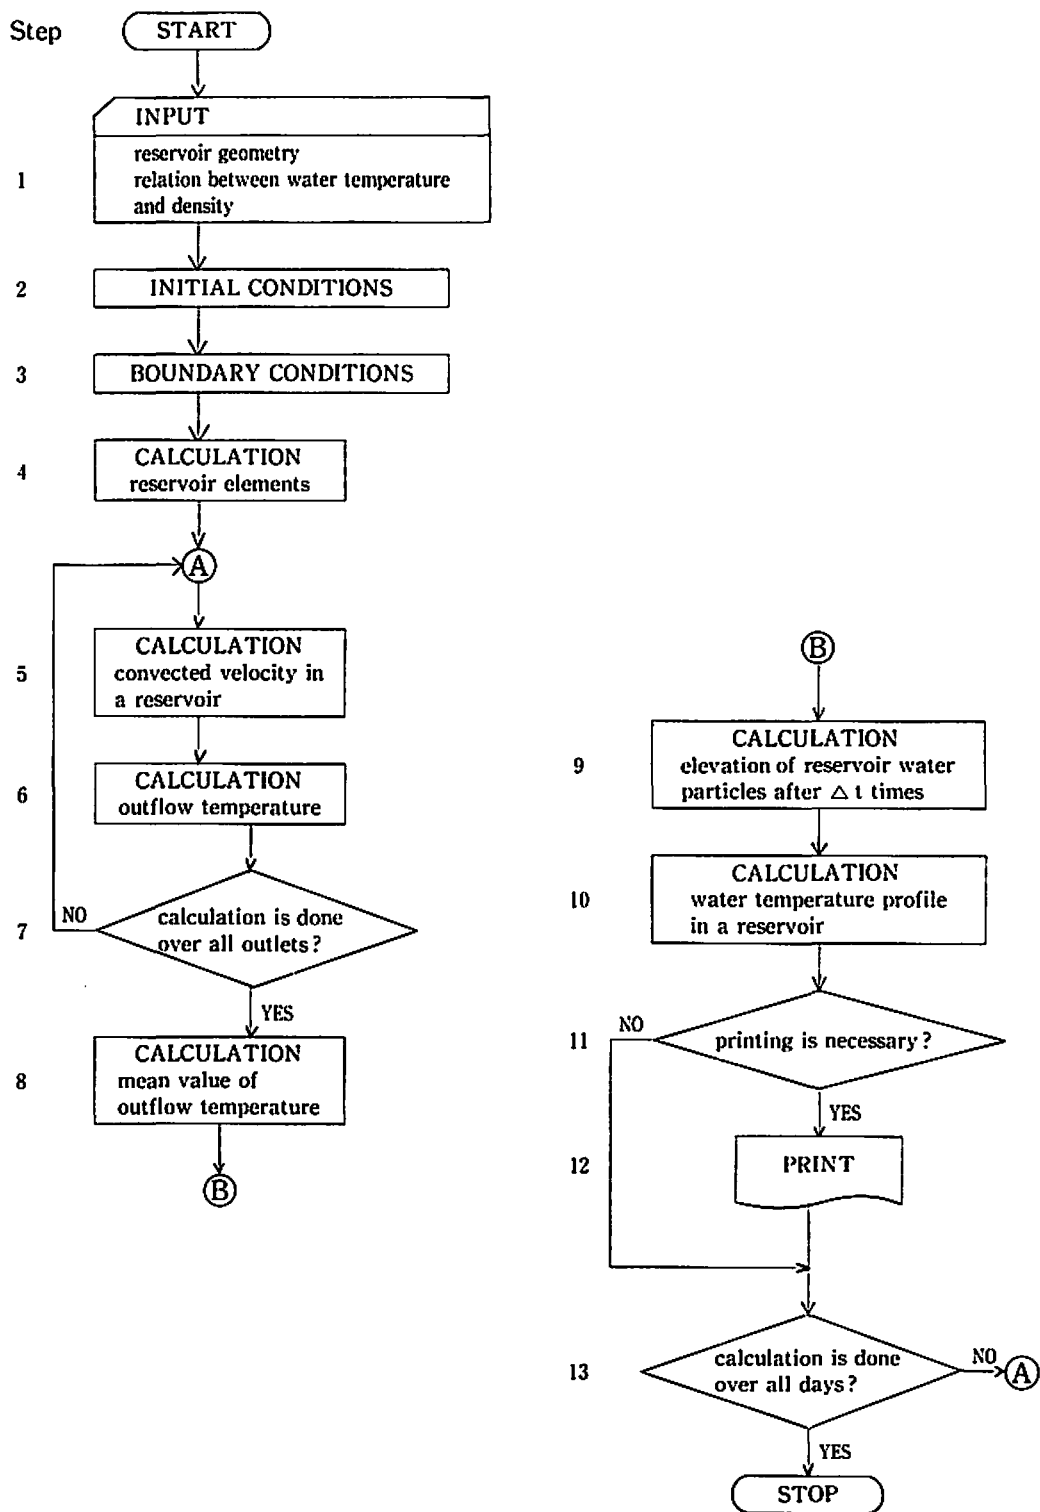 Step
START
INPUT
1
reservoir geometry
relation between water temperature
and density
2
INITIAL CONDITIONS
3
BOUNDARY CONDITIONS
4
CALCULATION
reservoir elements
A
5
CALCULATION
convected velocity in
a reservoir
6
CALCULATION
outflow temperature
7
NO
calculation is done
over all outlets?
YES
8
CALCULATION
mean value of
outflow temperature
B
B
9
CALCULATION
elevation of reservoir water
particles after △ t times
10
CALCULATION
water temperature profile
in a reservoir
11
NO
printing is necessary?
YES
12
PRINT
13
calculation is done
over all days?
NO
A
YES
STOP